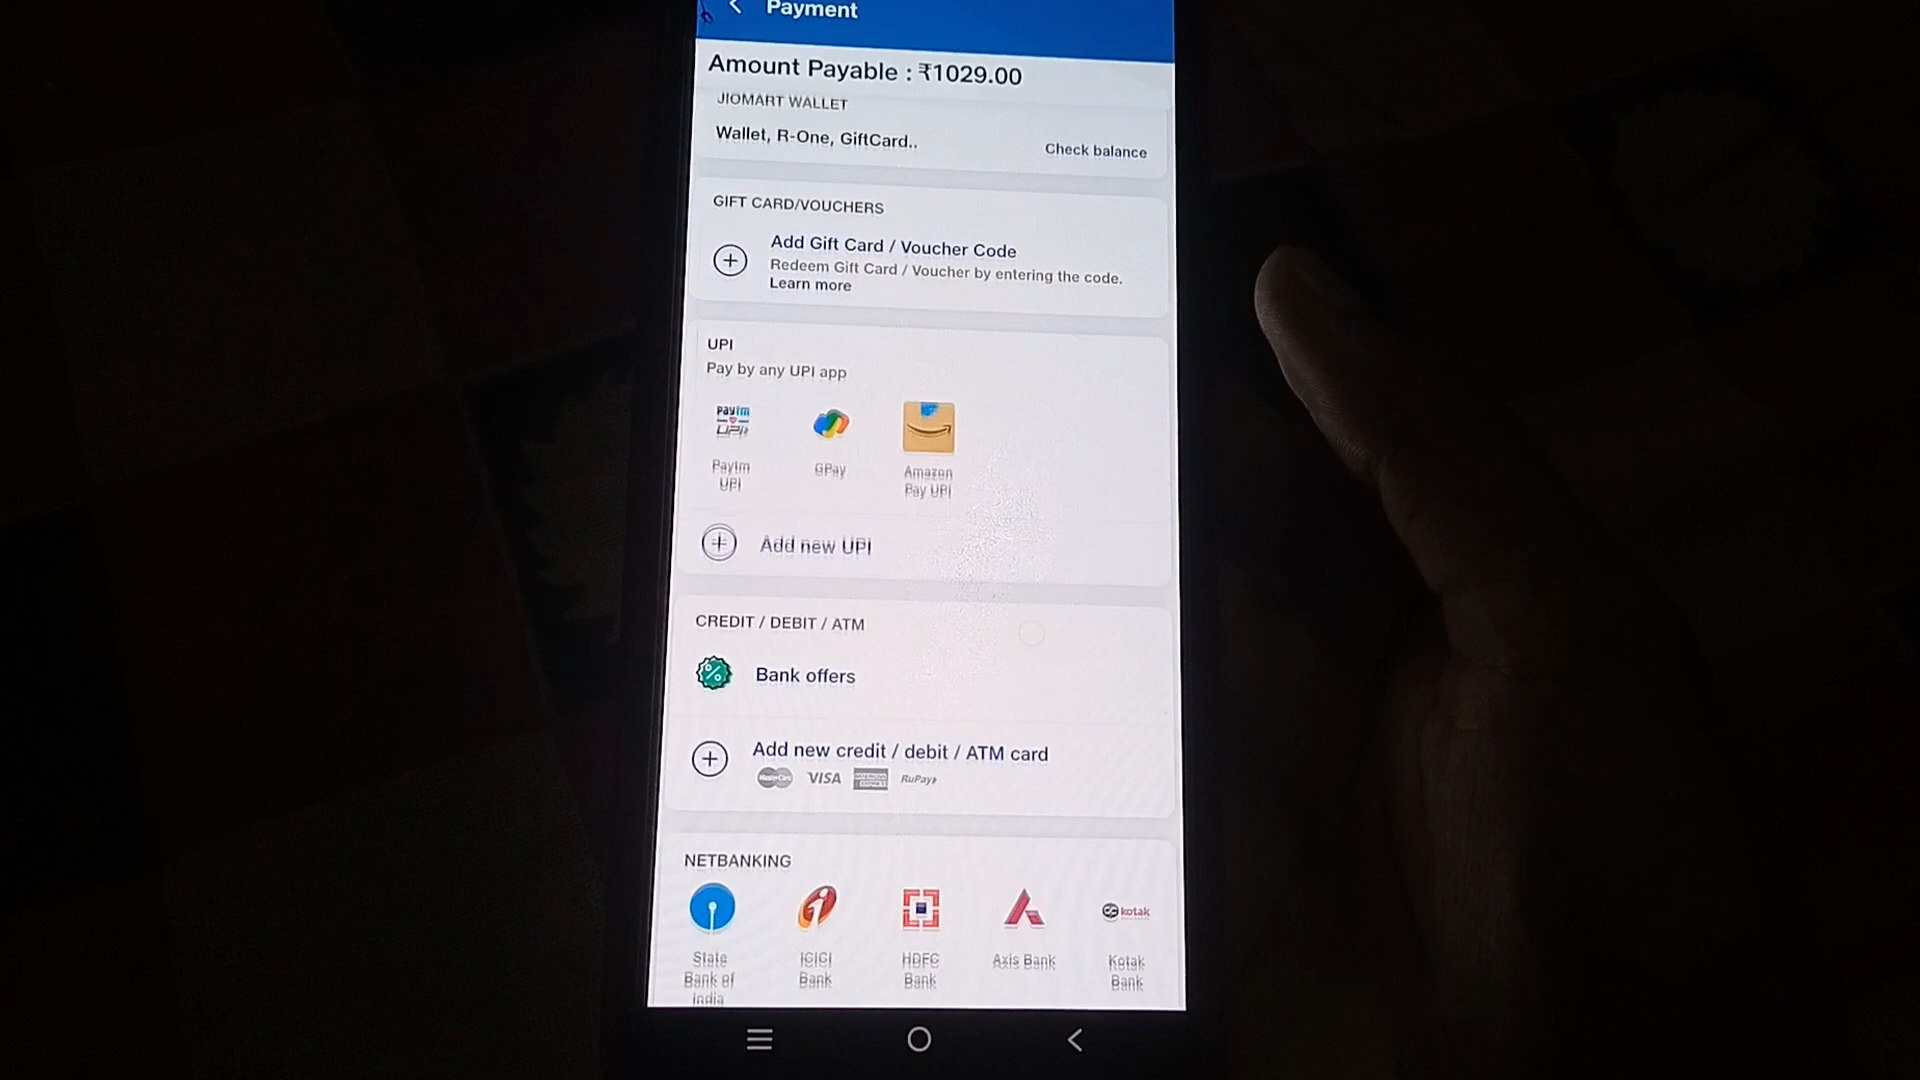 Payment
Amount Payable : ₹1029.00
JIOMART WALLET
Wallet, R-One, GiftCard..
Check balance
GIFT CARD/VOUCHERS
Add Gift Card / Voucher Code
Redeem Gift Card / Voucher by entering the code.
Learn more
UPI
Pay by any UPI app
Paytm
UPI
Paytm
UPI
GPay
Amazon
Pay UPI
Add new UPI
CREDIT / DEBIT / ATM
Bank offers
Add new credit / debit / ATM card
MasterCard VISA AMERICAN EXPRESS RuPay
NETBANKING
kotak
State
Bank of
India
ICICI
Bank
HDFC
Bank
Axis Bank
Kotak
Bank